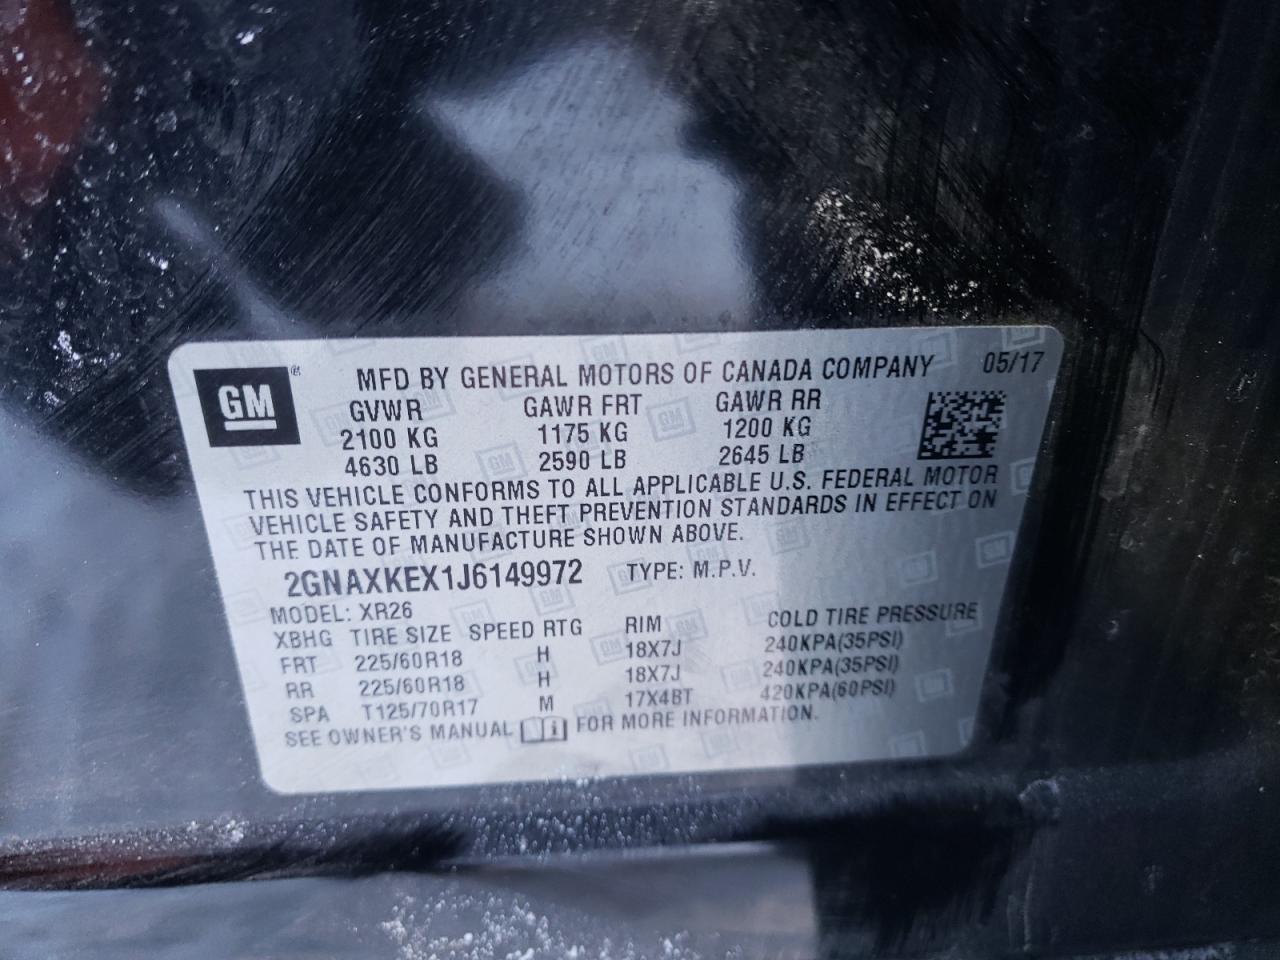 GM®
MFD BY GENERAL MOTORS OF CANADA COMPANY 05/17
GVWR GAWR FRT GAWR RR
2100 KG 1175 KG 1200 KG
4630 LB 2590 LB 2645 LB
THIS VEHICLE CONFORMS TO ALL APPLICABLE U.S. FEDERAL MOTOR
VEHICLE SAFETY AND THEFT PREVENTION STANDARDS IN EFFECT ON
THE DATE OF MANUFACTURE SHOWN ABOVE.
2GNAXKEX1J6149972 TYPE: M.P.V.
MODEL: XR26
XBHG TIRE SIZE SPEED RTG RIM COLD TIRE PRESSURE
FRT 225/60R18 H 18X7J 240KPA(35PSI)
RR 225/60R18 H 18X7J 240KPA(35PSI)
SPA T125/70R17 M 17X4BT 420KPA(60PSI)
SEE OWNER'S MANUAL FOR MORE INFORMATION.